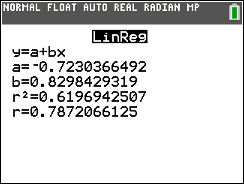 NORMAL FLOAT AUTO REAL RADIAN MP
LinReg
y=a+bx
a=-0.7230366492
b=0.8298429319
r²=0.6196942507
r=0.7872066125